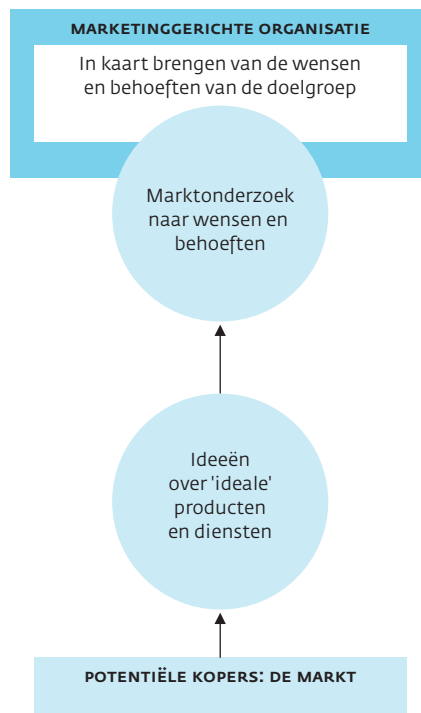 MARKETINGGERICHTE ORGANISATIE
In kaart brengen van de wensen
en behoeften van de doelgroep
Marktonderzoek
naar wensen en
behoeften
Ideeën
over 'ideale'
producten
en diensten
POTENTIËLE KOPERS: DE MARKT